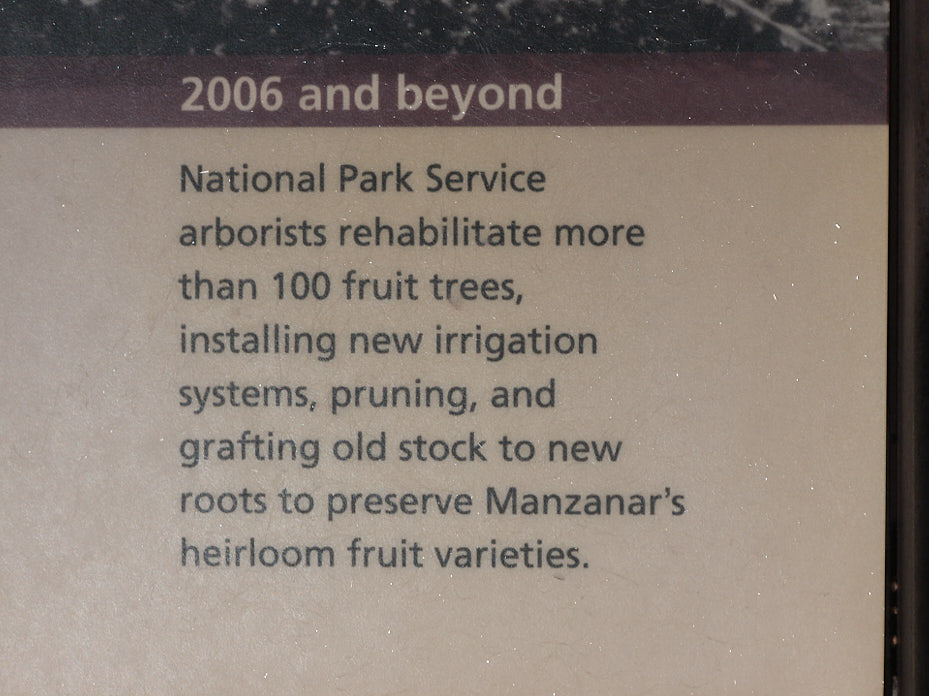 2006 and beyond
National Park Service
arborists rehabilitate more
than 100 fruit trees,
installing new irrigation
systems, pruning, and
grafting old stock to new
roots to preserve Manzanar's
heirloom fruit varieties.